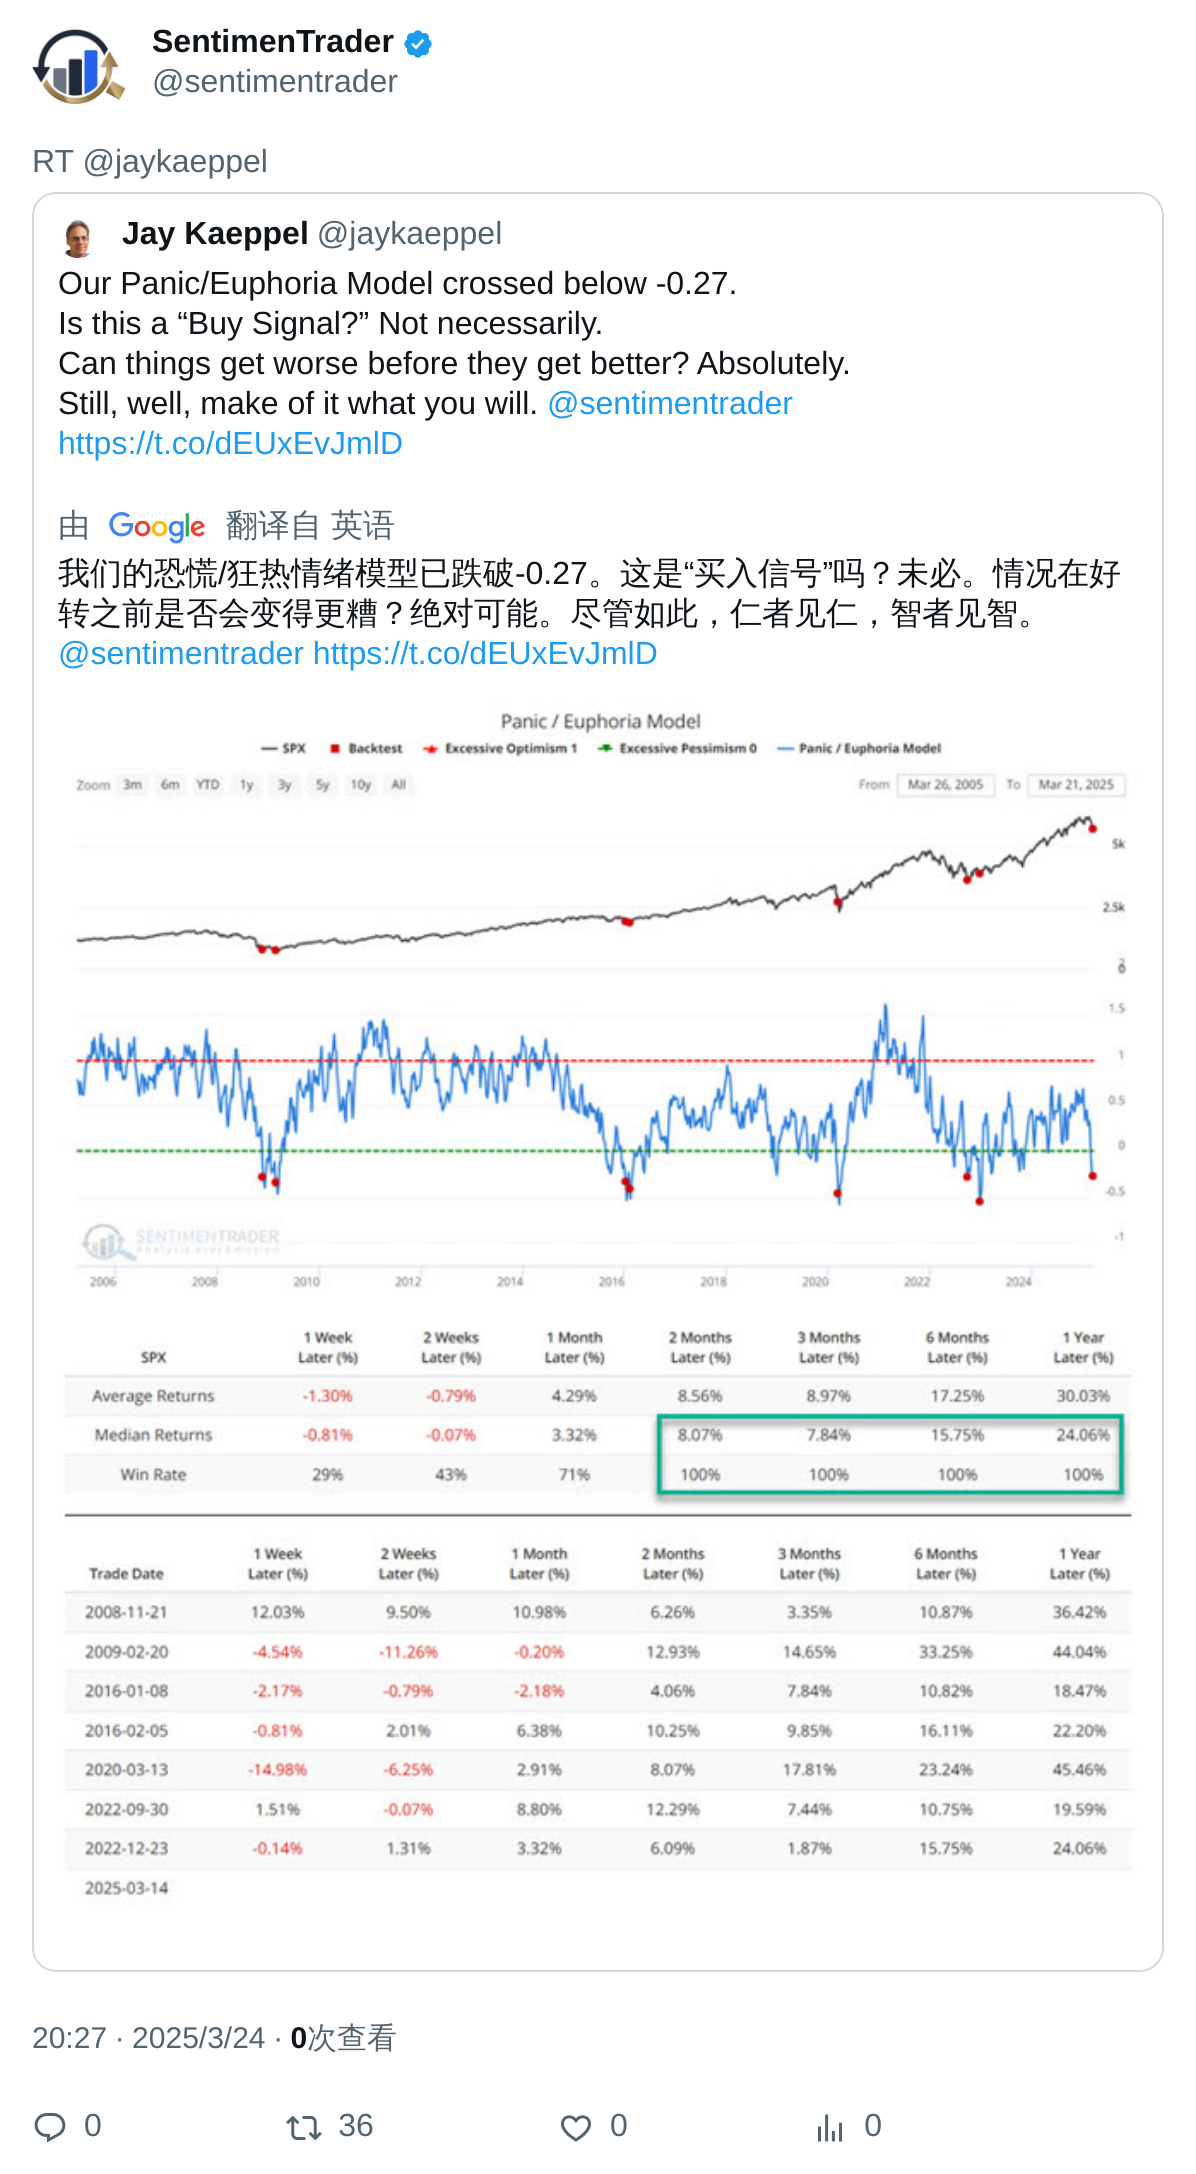 SentimenTrader
@sentimentrader
RT @jaykaeppel
Jay Kaeppel @jaykaeppel
Our Panic/Euphoria Model crossed below -0.27.
Is this a “Buy Signal?” Not necessarily.
Can things get worse before they get better? Absolutely.
Still, well, make of it what you will. @sentimentrader
https://t.co/dEUxEvJmlD
由 Google 翻译自 英语
我们的恐慌/狂热情绪模型已跌破-0.27。这是“买入信号”吗？未必。情况在好
转之前是否会变得更糟？绝对可能。尽管如此，仁者见仁，智者见智。
@sentimentrader https://t.co/dEUxEvJmlD
Panic / Euphoria Model
SPX Backtest Excessive Optimism 1 Excessive Pessimism 0 Panic / Euphoria Model
Zoom 3m 6m YTD 1y 3y 5y 10y All From Mar 26, 2005 To Mar 21, 2025
5k
2.5k
2
0
1.5
1
0.5
0
-0.5
-1
SENTIMENTRADER
Analysis over Emotion
2006 2008 2010 2012 2014 2016 2018 2020 2022 2024
1 Week 2 Weeks 1 Month 2 Months 3 Months 6 Months 1 Year
SPX Later (%) Later (%) Later (%) Later (%) Later (%) Later (%) Later (%)
Average Returns -1.30% -0.79% 4.29% 8.56% 8.97% 17.25% 30.03%
Median Returns -0.81% -0.07% 3.32% 8.07% 7.84% 15.75% 24.06%
Win Rate 29% 43% 71% 100% 100% 100% 100%
1 Week 2 Weeks 1 Month 2 Months 3 Months 6 Months 1 Year
Trade Date Later (%) Later (%) Later (%) Later (%) Later (%) Later (%) Later (%)
2008-11-21 12.03% 9.50% 10.98% 6.26% 3.35% 10.87% 36.42%
2009-02-20 -4.54% -11.26% -0.20% 12.93% 14.65% 33.25% 44.04%
2016-01-08 -2.17% -0.79% -2.18% 4.06% 7.84% 10.82% 18.47%
2016-02-05 -0.81% 2.01% 6.38% 10.25% 9.85% 16.11% 22.20%
2020-03-13 -14.98% -6.25% 2.91% 8.07% 17.81% 23.24% 45.46%
2022-09-30 1.51% -0.07% 8.80% 12.29% 7.44% 10.75% 19.59%
2022-12-23 -0.14% 1.31% 3.32% 6.09% 1.87% 15.75% 24.06%
2025-03-14
20:27 · 2025/3/24 · 0次查看
0 36 0 0